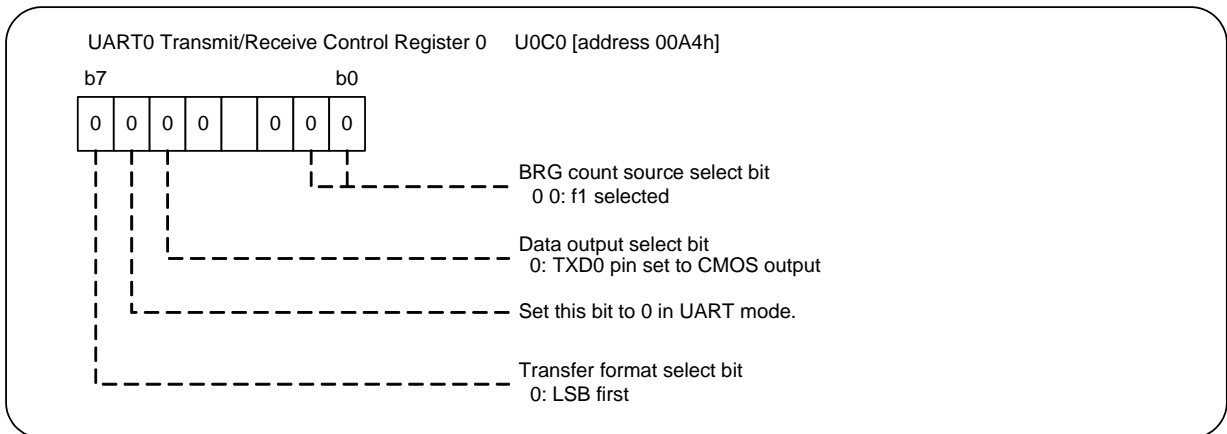 UART0 Transmit/Receive Control Register 0 U0C0 [address 00A4h]
b7 b0
0 0 0 0 0 0 0
BRG count source select bit
0 0: f1 selected
Data output select bit
0: TXD0 pin set to CMOS output
Set this bit to 0 in UART mode.
Transfer format select bit
0: LSB first